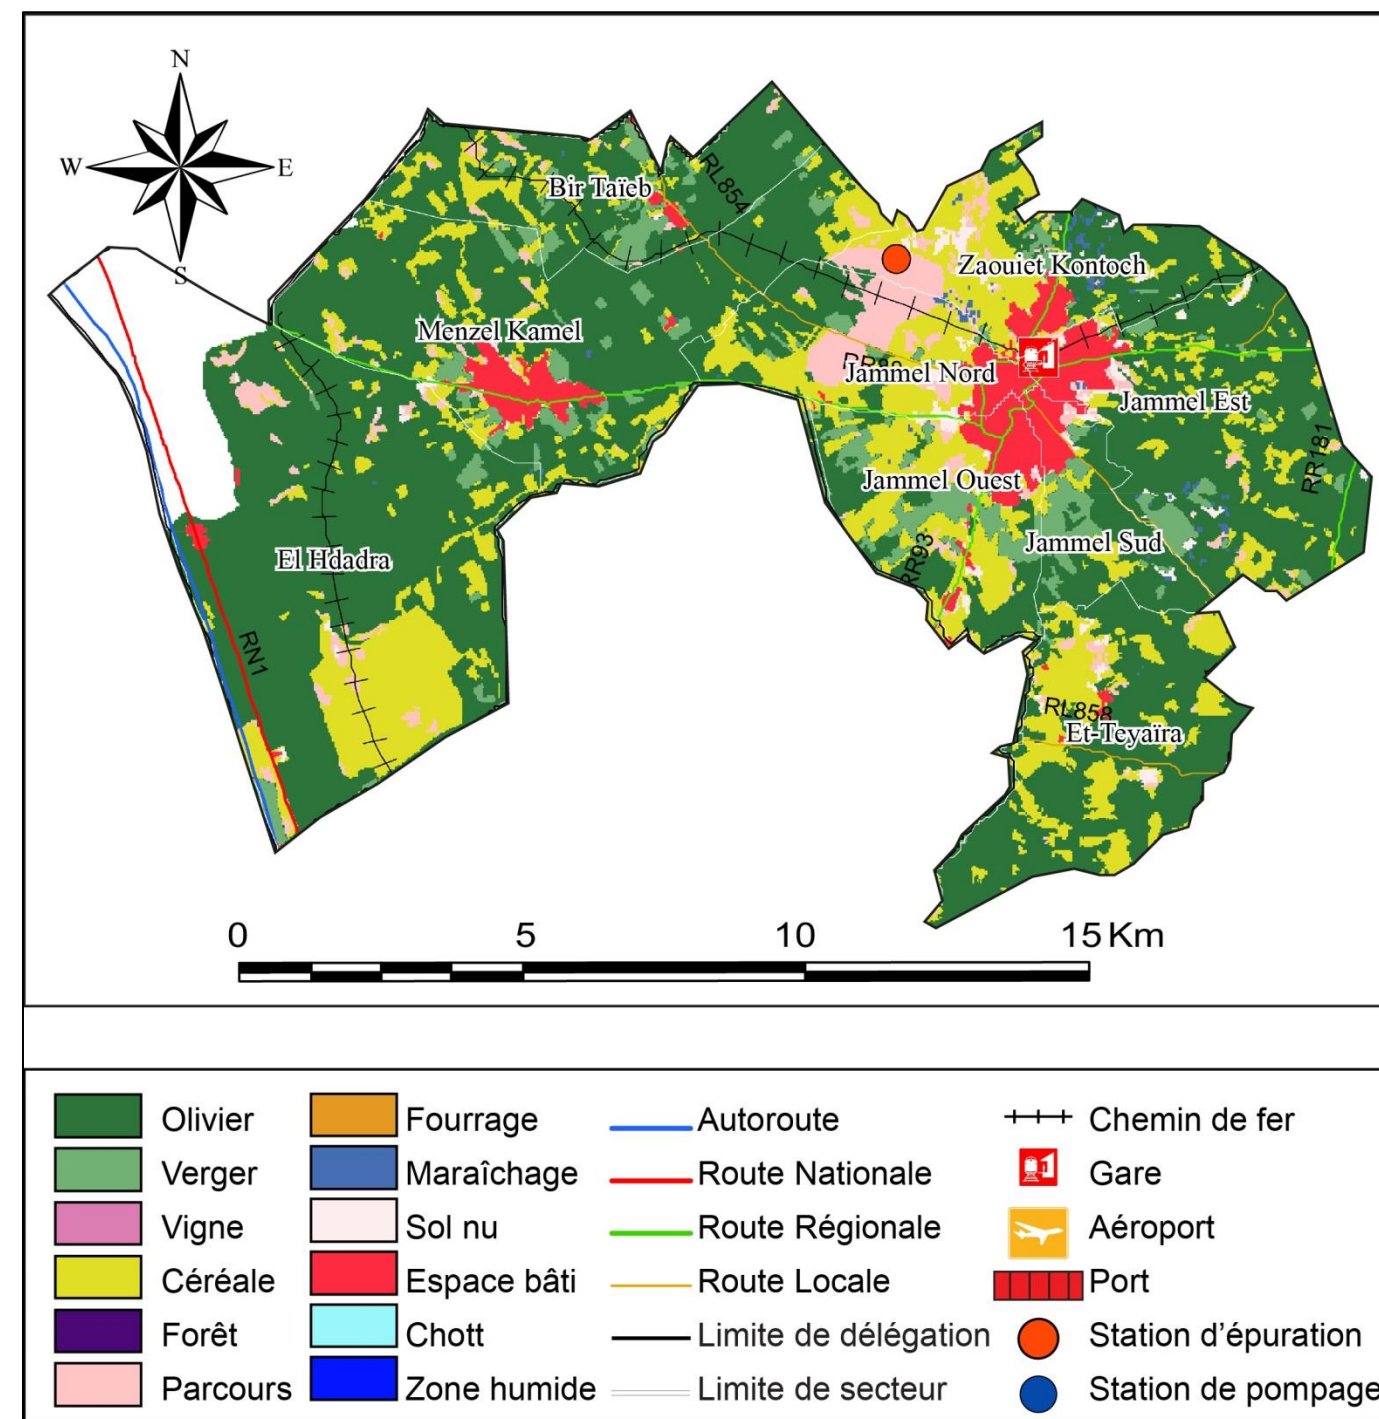 N
W E
S
Bir Taïeb
RL854
Zaouiet Kontoch
Menzel Kamel
Jammel Nord
Jammel Est
RR181
Jammel Ouest
Jammel Sud
RR93
El Hdadra
RN1
RL858
Et-Teyaïra
0 5 10 15 Km
Olivier Fourrage Autoroute Chemin de fer
Verger Maraîchage Route Nationale Gare
Vigne Sol nu Route Régionale Aéroport
Céréale Espace bâti Route Locale Port
Forêt Chott Limite de délégation Station d’épuration
Parcours Zone humide Limite de secteur Station de pompage